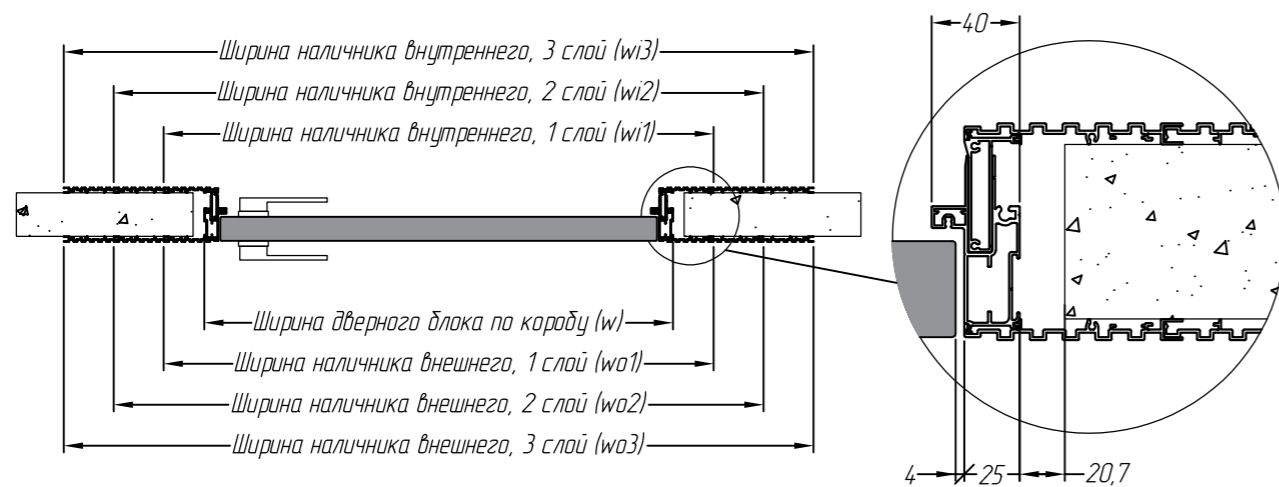 Ширина наличника внутреннего, 3 слой (wi3)
Ширина наличника внутреннего, 2 слой (wi2)
Ширина наличника внутреннего, 1 слой (wi1)
Ширина дверного блока по коробу (w)
Ширина наличника внешнего, 1 слой (wo1)
Ширина наличника внешнего, 2 слой (wo2)
Ширина наличника внешнего, 3 слой (wo3)
40
4 25 20,7